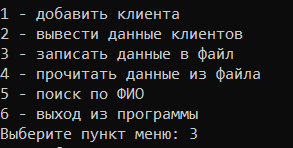 1 - добавить клиента
2 - вывести данные клиентов
3 - записать данные в файл
4 - прочитать данные из файла
5 - поиск по ФИО
6 - выход из программы
Выберите пункт меню: 3